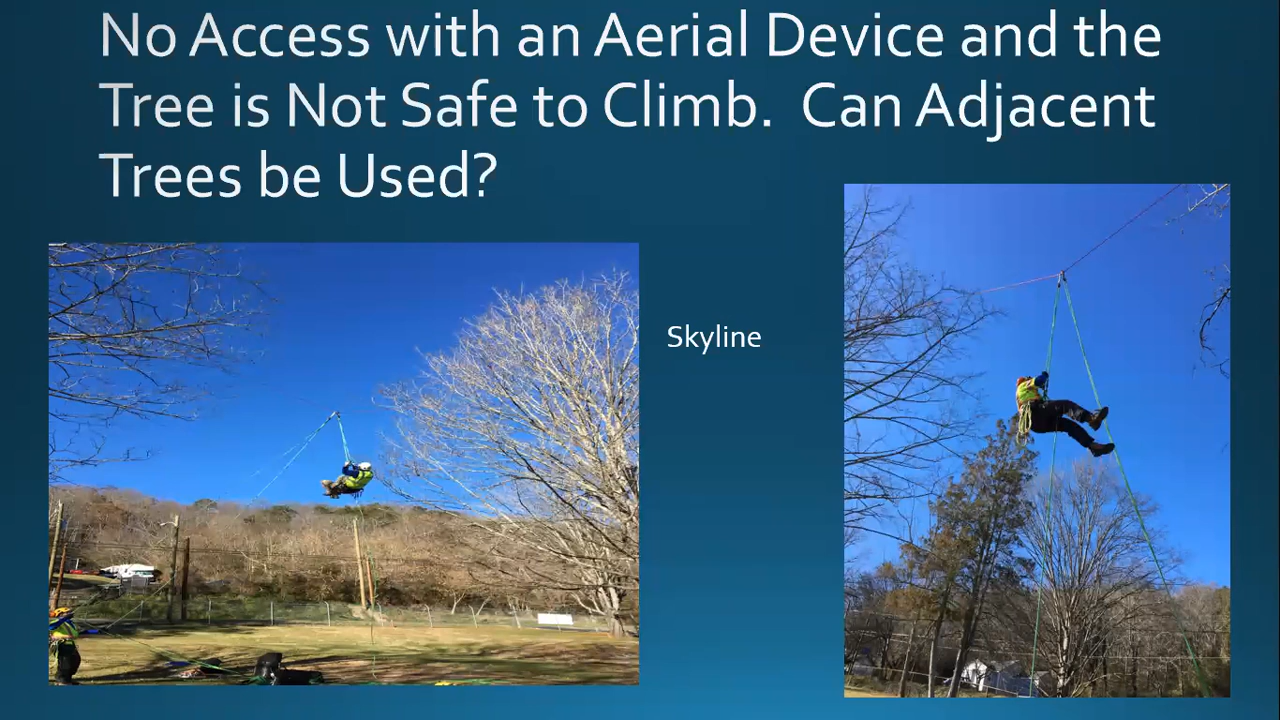 No Access with an Aerial Device and the
Tree is Not Safe to Climb.  Can Adjacent
Trees be Used?
Skyline